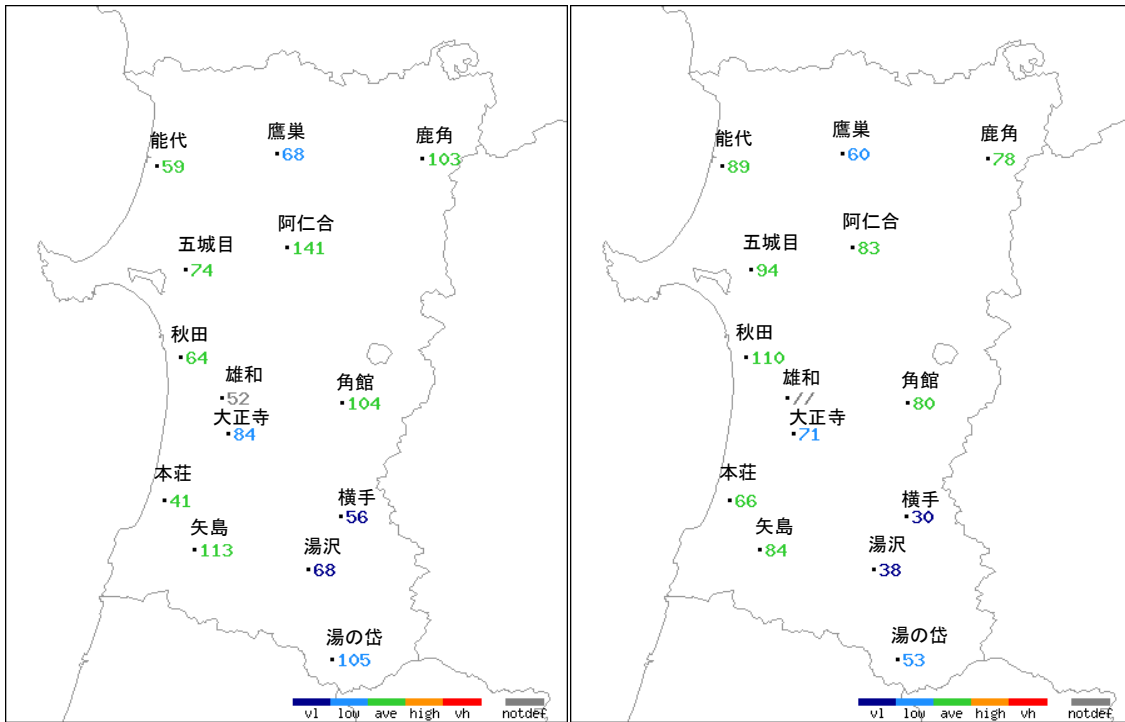 能代
59
鷹巣
68
鹿角
103
阿仁合
141
五城目
74
秋田
64
雄和
52
角館
104
大正寺
84
本荘
41
横手
56
矢島
113
湯沢
68
湯の岱
105
vl low ave high vh notdef
能代
89
鷹巣
60
鹿角
78
阿仁合
83
五城目
94
秋田
110
雄和
//
角館
80
大正寺
71
本荘
66
横手
30
矢島
84
湯沢
38
湯の岱
53
vl low ave high vh notdef